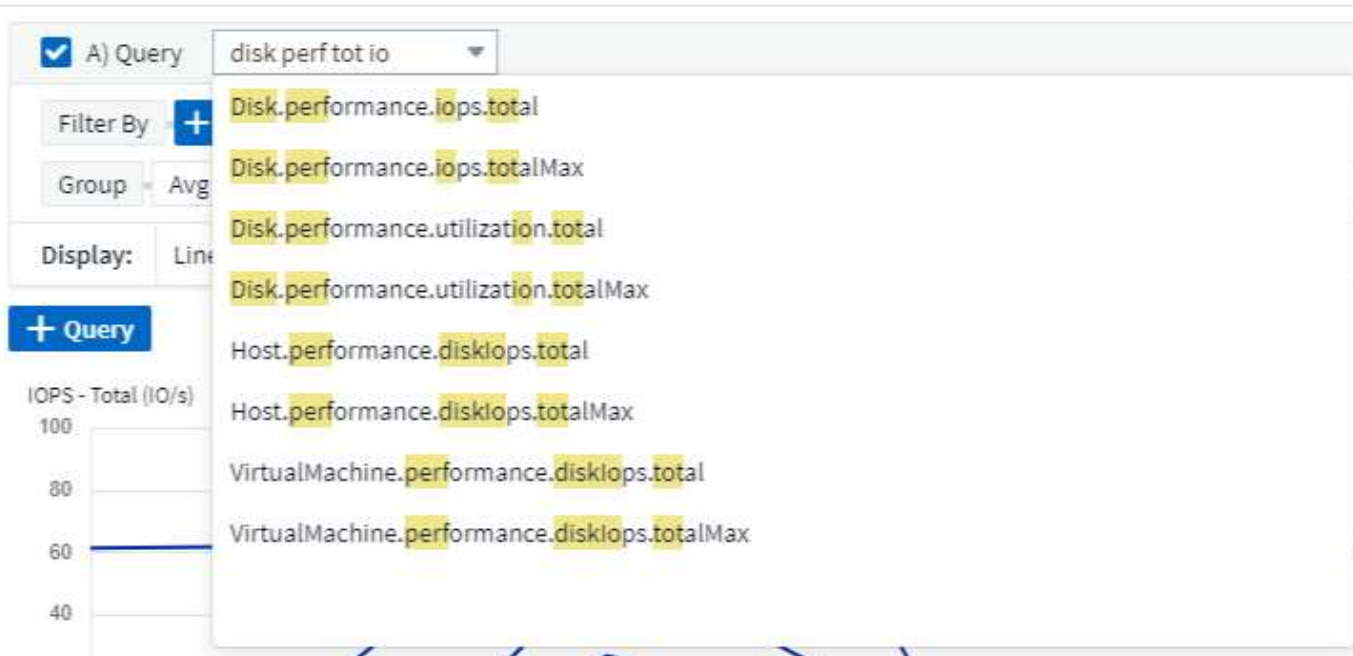 A) Query disk perf tot io
Disk.performance.iops.total
Filter By +
Disk.performance.iops.totalMax
Group Avg
Disk.performance.utilization.total
Display: Line
Disk.performance.utilization.totalMax
+ Query
Host.performance.diskIops.total
IOPS - Total (IO/s)
Host.performance.diskIops.totalMax
100
VirtualMachine.performance.diskIops.total
80
VirtualMachine.performance.diskIops.totalMax
60
40